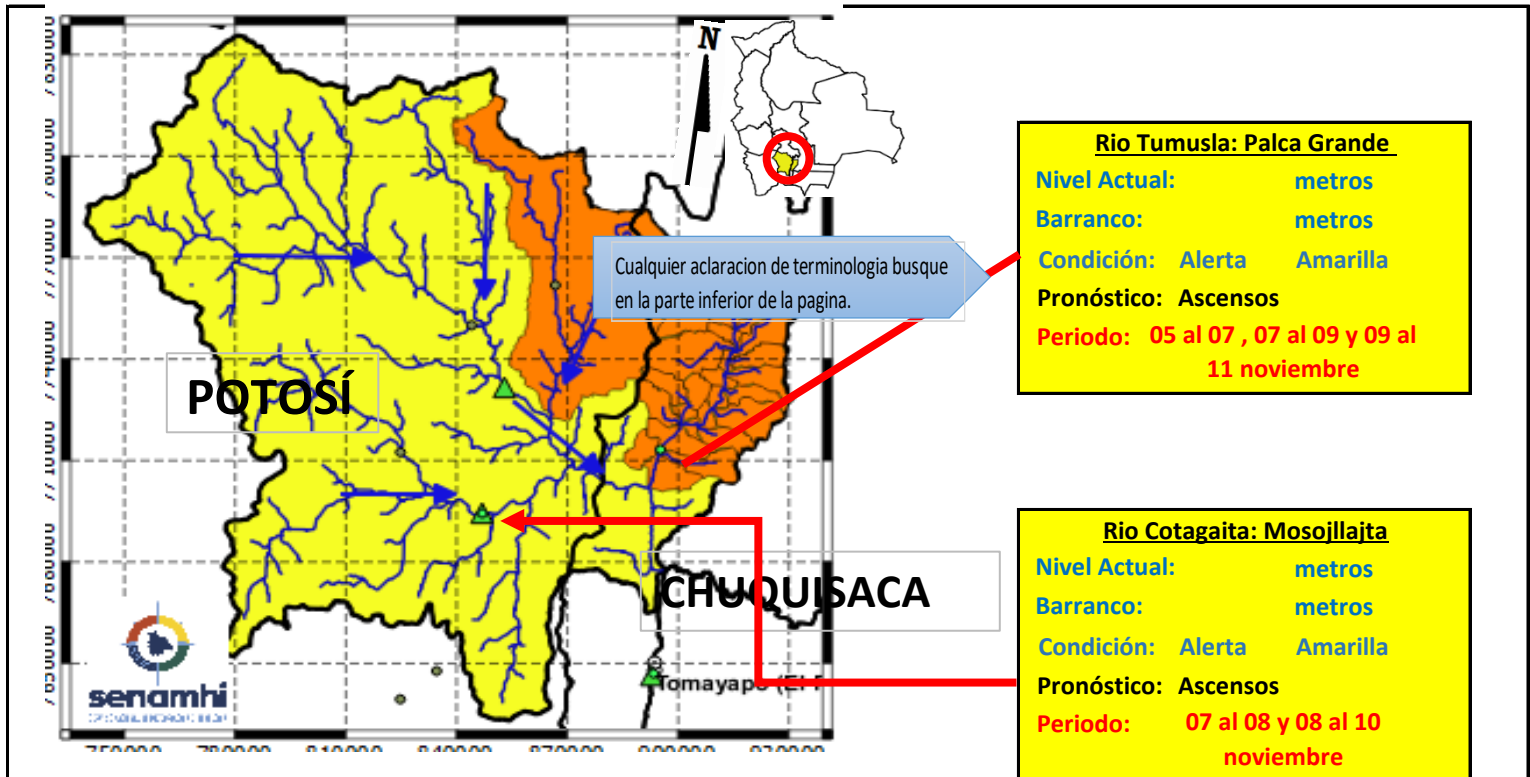 N
Cualquier aclaracion de terminologia busque
en la parte inferior de la pagina.
POTOSÍ
CHUQUISACA
senamhi
Rio Tumusla: Palca Grande
Nivel Actual: metros
Barranco: metros
Condición: Alerta Amarilla
Pronóstico: Ascensos
Periodo: 05 al 07 , 07 al 09 y 09 al
11 noviembre
Rio Cotagaita: Mosojllajta
Nivel Actual: metros
Barranco: metros
Condición: Alerta Amarilla
Pronóstico: Ascensos
Periodo: 07 al 08 y 08 al 10
noviembre